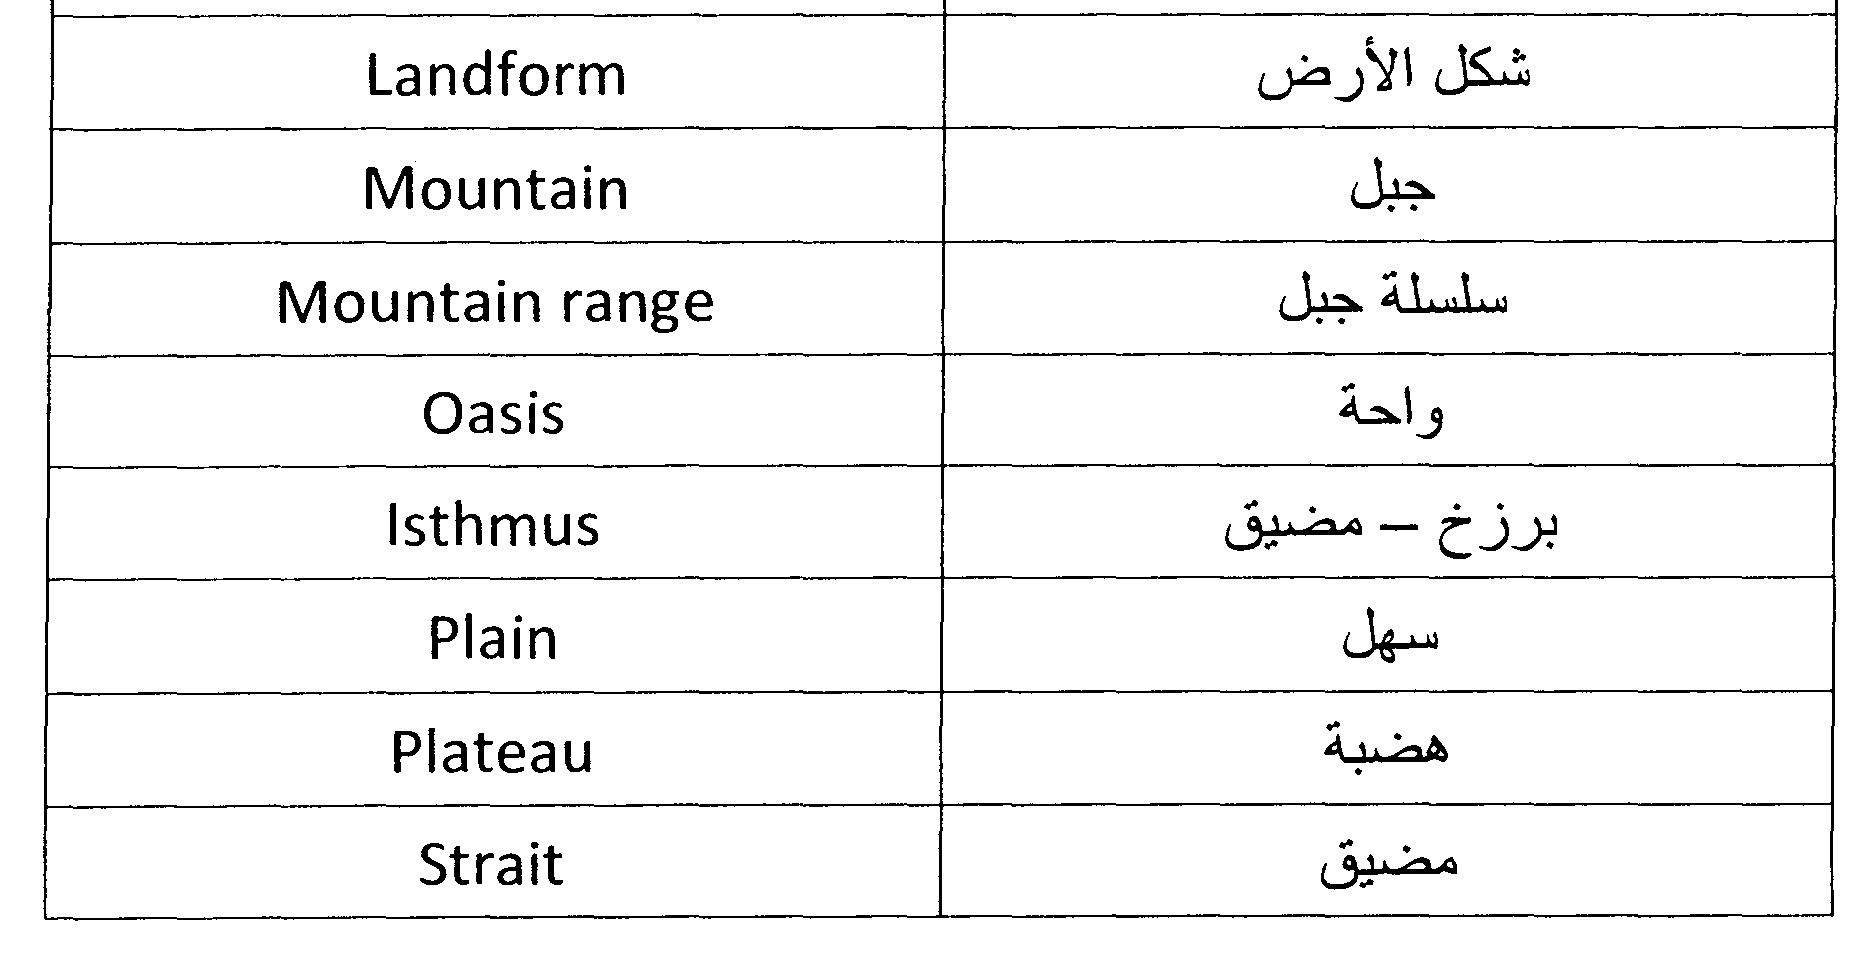 Landform شكل الأرض
Mountain جبل
Mountain range سلسلة جبل
Oasis واحة
Isthmus برزخ – مضيق
Plain سهل
Plateau هضبة
Strait مضيق